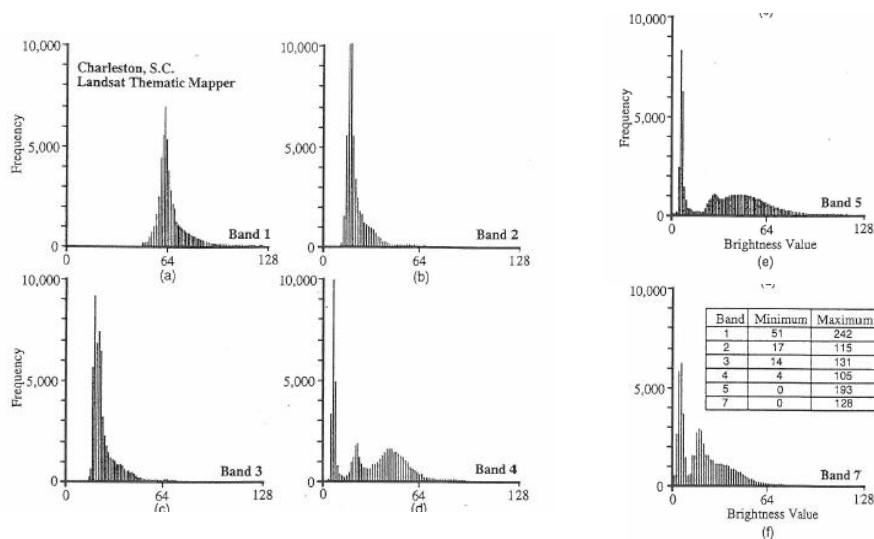 10,000
Charleston, S.C.
Landsat Thematic Mapper
Frequency
5,000
Band 1
0
0
64
128
(a)
10,000
5,000
Band 2
0
0
64
128
(b)
10,000
Frequency
5,000
Band 3
0
0
64
128
(c)
10,000
5,000
Band 4
0
0
64
128
(d)
10,000
Frequency
5,000
Band 5
0
0
64
128
Brightness Value
(e)
10,000
Band Minimum Maximum
1 51 242
2 17 115
3 14 131
4 4 105
5 0 193
7 0 128
5,000
Band 7
0
0
64
128
Brightness Value
(f)